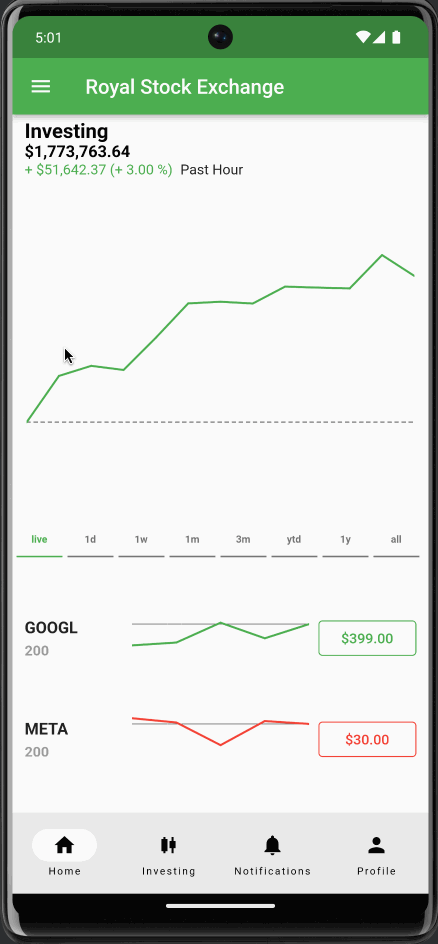 5:01
Royal Stock Exchange
Investing
$1,773,763.64
+ $51,642.37 (+ 3.00 %) Past Hour
live 1d 1w 1m 3m ytd 1y all
GOOGL
200
$399.00
META
200
$30.00
Home Investing Notifications Profile